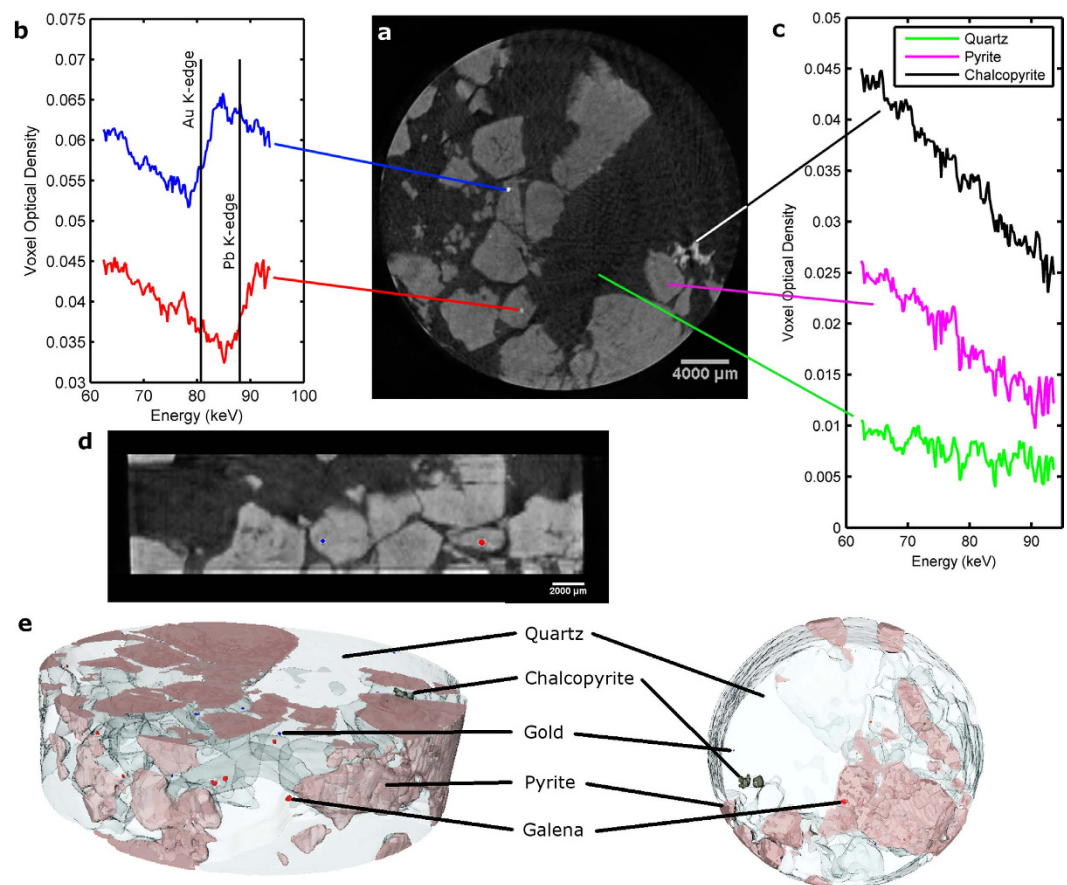 b
0.075
0.07
0.065
0.06
0.055
0.05
0.045
0.04
0.035
0.03
Voxel Optical Density
Au K-edge
Pb K-edge
60
70
80
90
100
Energy (keV)
a
4000 µm
c
0.05
0.045
0.04
0.035
0.03
0.025
0.02
0.015
0.01
0.005
0
Voxel Optical Density
Quartz
Pyrite
Chalcopyrite
60
70
80
90
Energy (keV)
d
2000 µm
e
Quartz
Chalcopyrite
Gold
Pyrite
Galena